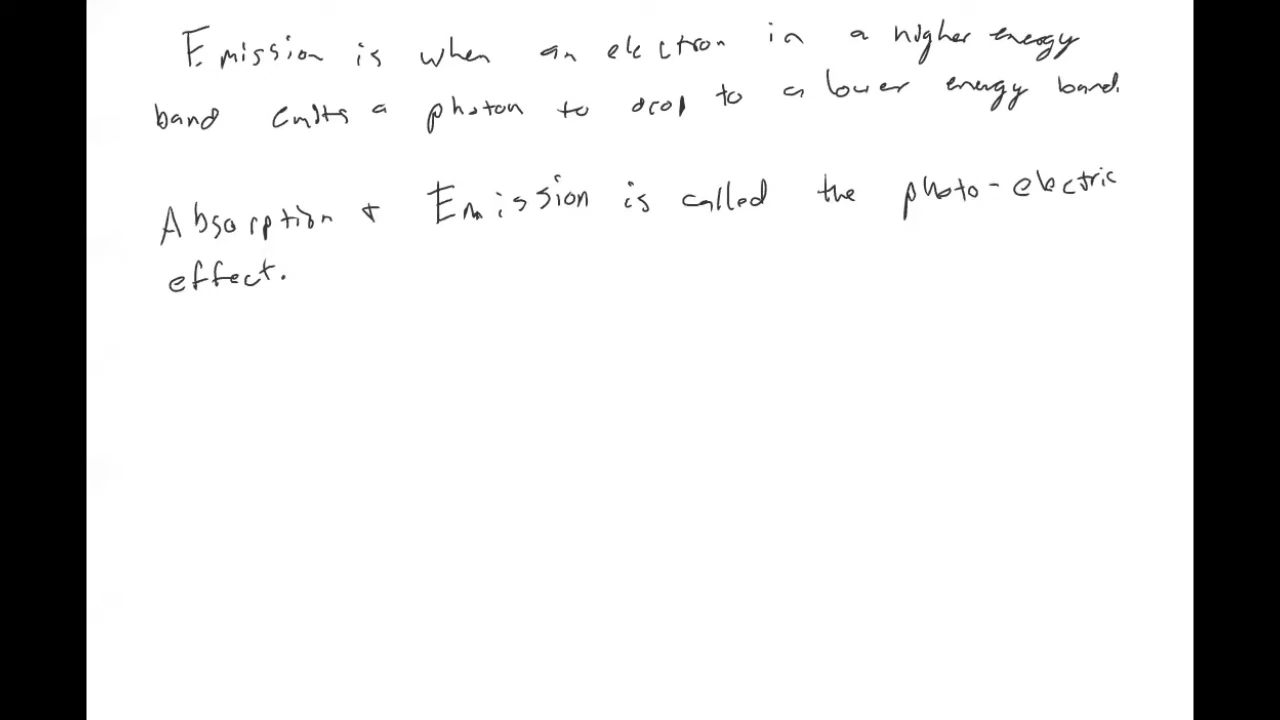 Emission is when an electron in a higher energy
band emits a photon to drop to a lower energy band.
Absorption + Emission is called the photo-electric
effect.